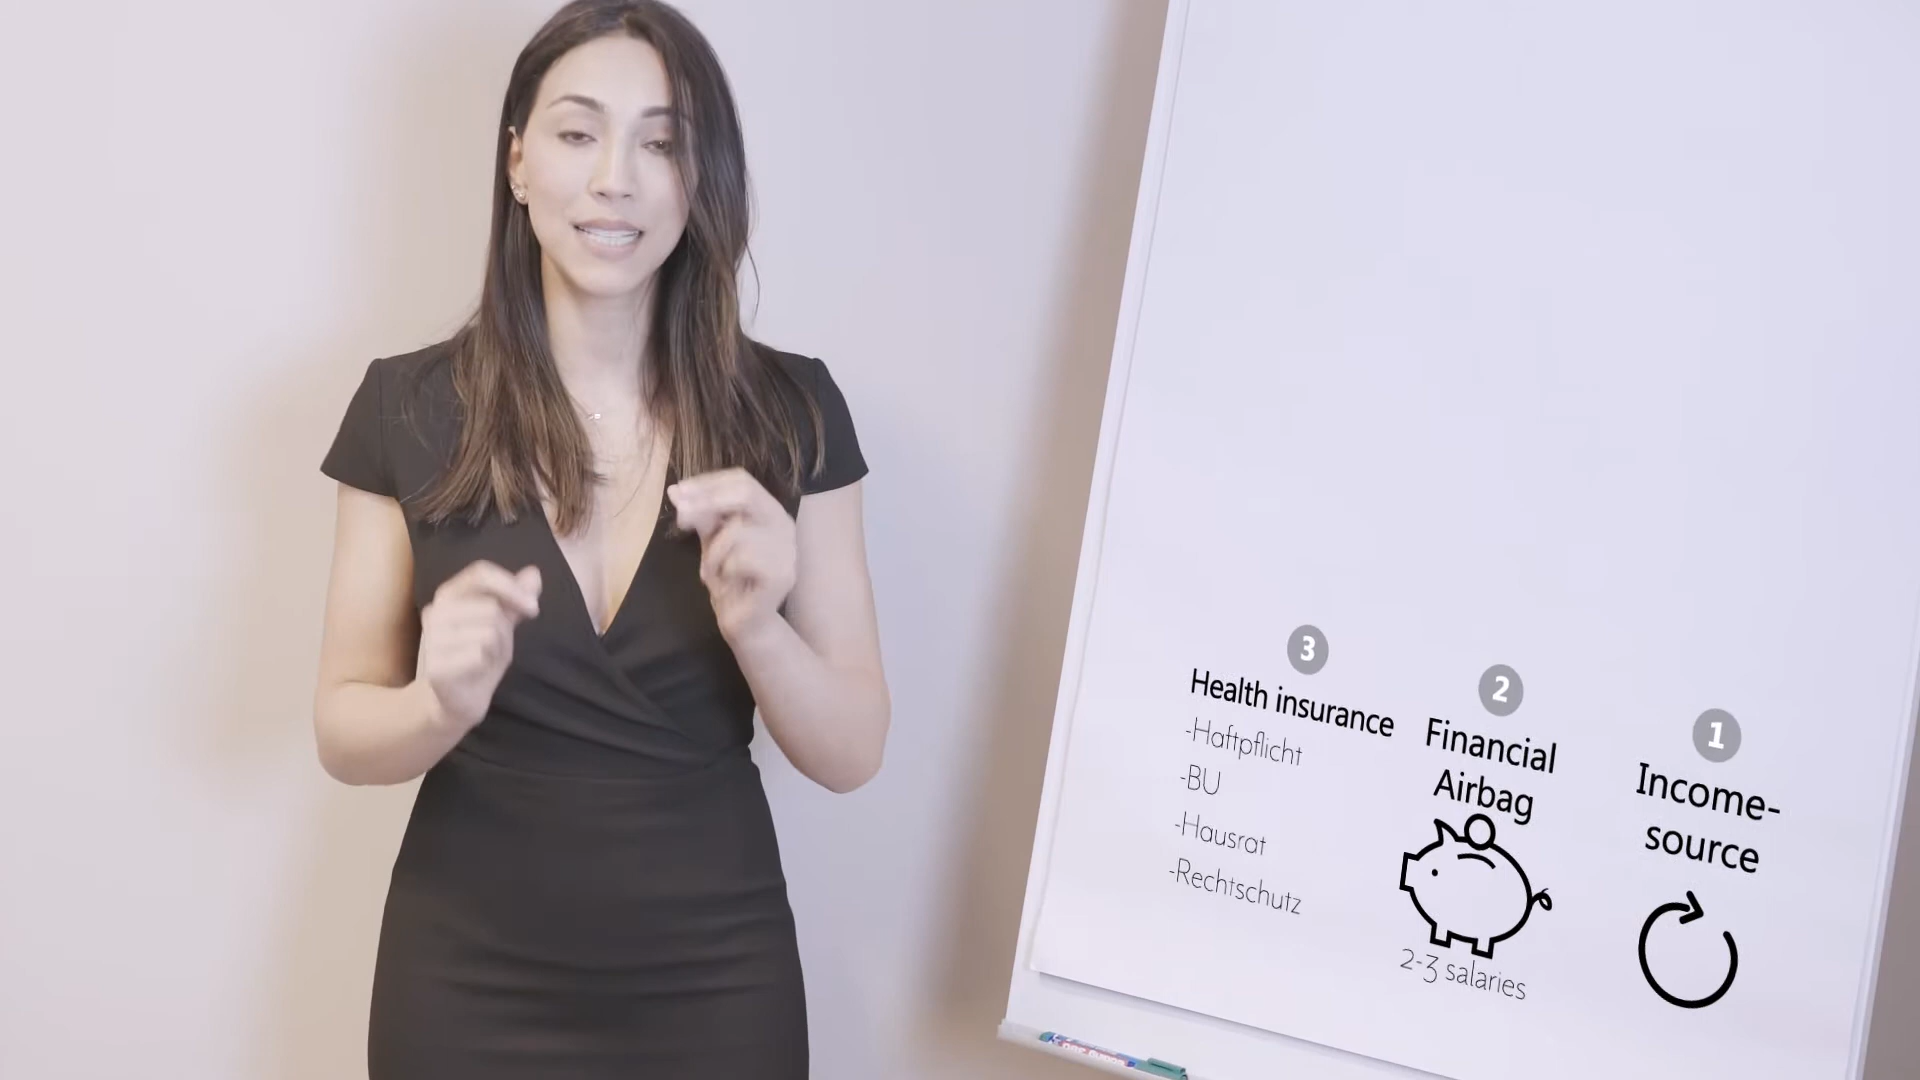 3
Health insurance
-Haftpflicht
-BU
-Hausrat
-Rechtschutz
2
Financial
Airbag
2-3 salaries
1
Income-
source